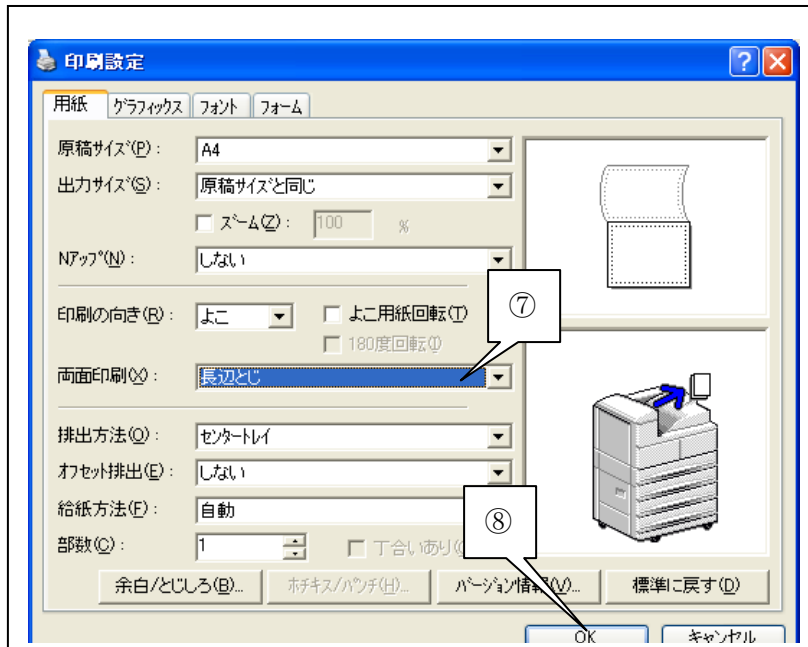 印刷設定
用紙 グラフィックス フォント フォーム
原稿サイズ(P): A4
出力サイズ(S): 原稿サイズと同じ
ズーム(Z): 100 %
Nアップ(N): しない
印刷の向き(R): よこ よこ用紙回転(T)
⑦
180度回転(I)
両面印刷(X): 長辺とじ
排出方法(O): センタートレイ
オフセット排出(E): しない
給紙方法(F): 自動
⑧
部数(C): 1 丁合いあり(
余白/とじしろ(B)... ホチキス/パンチ(H)... バージョン情報(V)... 標準に戻す(D)
OK キャンセル